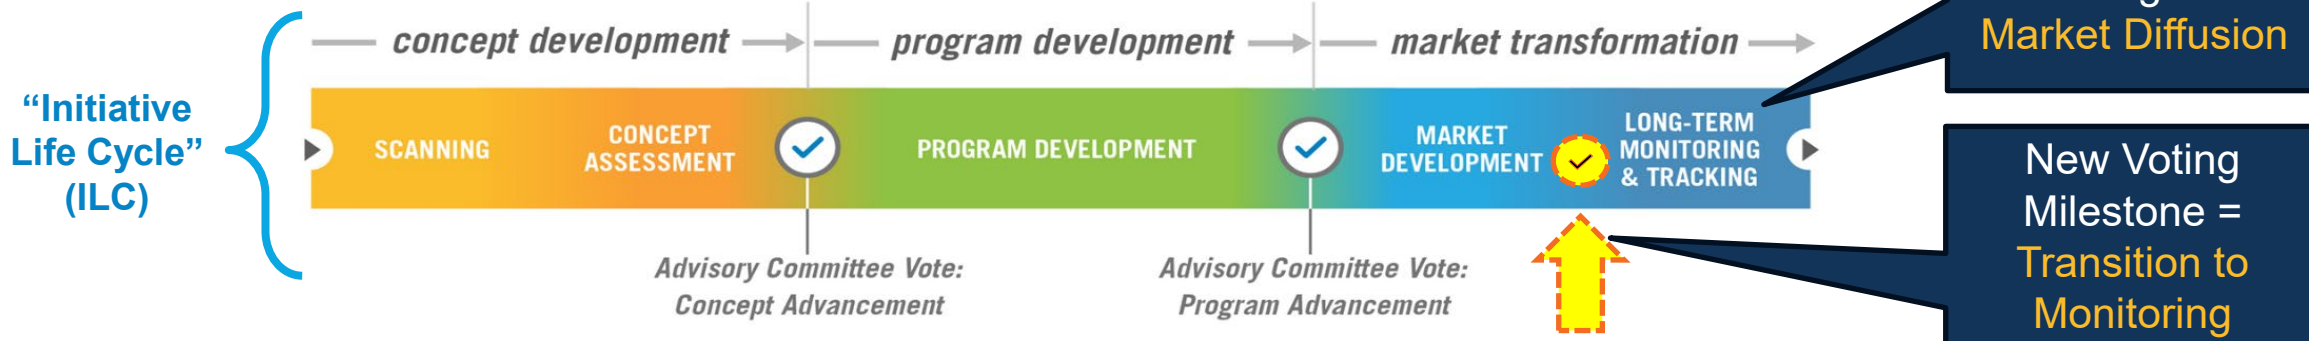 concept development
program development
market transformation
Market Diffusion
“Initiative
Life Cycle”
(ILC)
SCANNING
CONCEPT
ASSESSMENT
PROGRAM DEVELOPMENT
MARKET
DEVELOPMENT
LONG-TERM
MONITORING
& TRACKING
Advisory Committee Vote:
Concept Advancement
Advisory Committee Vote:
Program Advancement
New Voting
Milestone =
Transition to
Monitoring